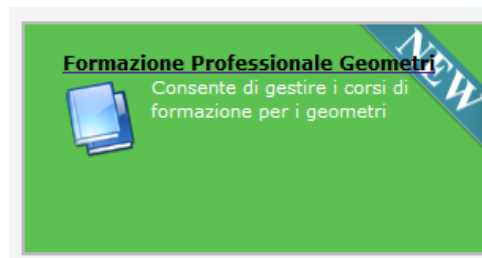 Formazione Professionale Geometri
NEW
Consente di gestire i corsi di
formazione per i geometri